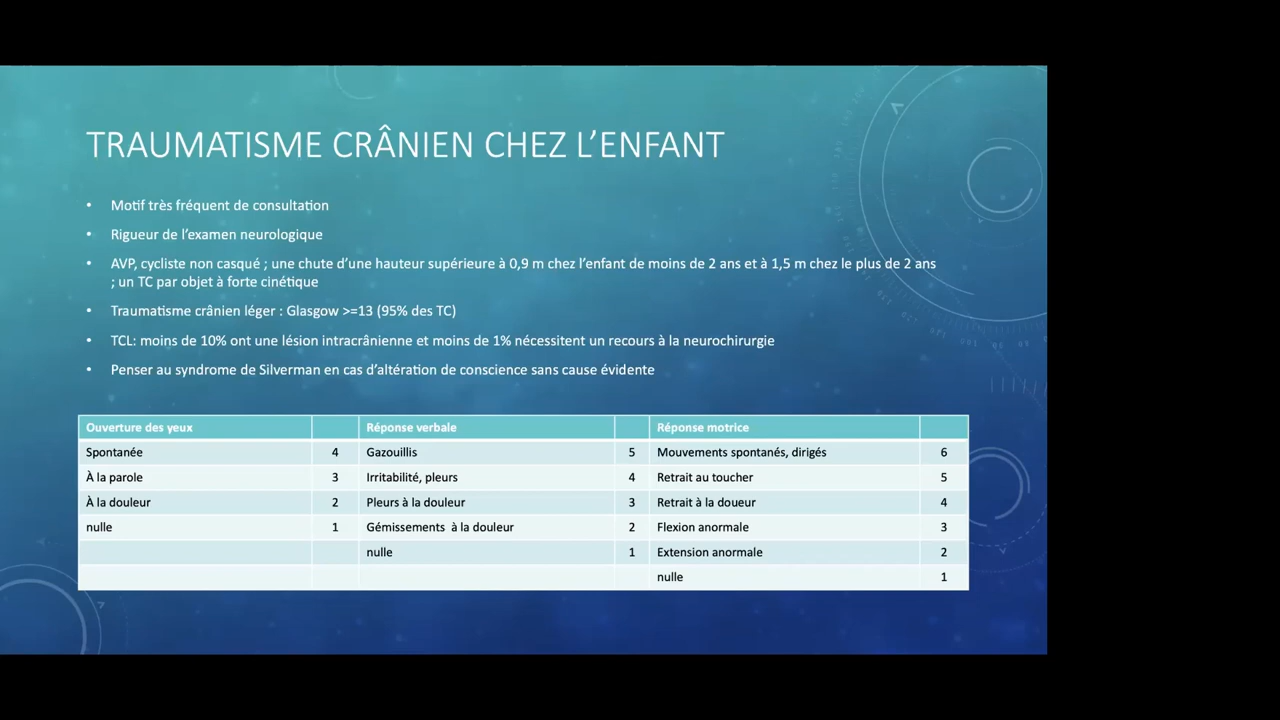 TRAUMATISME CRÂNIEN CHEZ L’ENFANT
• Motif très fréquent de consultation
• Rigueur de l’examen neurologique
• AVP, cycliste non casqué ; une chute d’une hauteur supérieure à 0,9 m chez l’enfant de moins de 2 ans et à 1,5 m chez le plus de 2 ans
; un TC par objet à forte cinétique
• Traumatisme crânien léger : Glasgow >=13 (95% des TC)
• TCL: moins de 10% ont une lésion intracrânienne et moins de 1% nécessitent un recours à la neurochirurgie
• Penser au syndrome de Silverman en cas d’altération de conscience sans cause évidente
Ouverture des yeux Réponse verbale Réponse motrice
Spontanée 4 Gazouillis 5 Mouvements spontanés, dirigés 6
À la parole 3 Irritabilité, pleurs 4 Retrait au toucher 5
À la douleur 2 Pleurs à la douleur 3 Retrait à la doueur 4
nulle 1 Gémissements à la douleur 2 Flexion anormale 3
nulle 1 Extension anormale 2
nulle 1